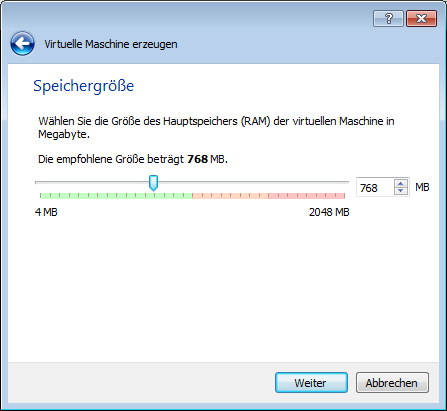 Virtuelle Maschine erzeugen
Speichergröße
Wählen Sie die Größe des Hauptspeichers (RAM) der virtuellen Maschine in
Megabyte.
Die empfohlene Größe beträgt 768 MB.
768 MB
4 MB 2048 MB
Weiter Abbrechen